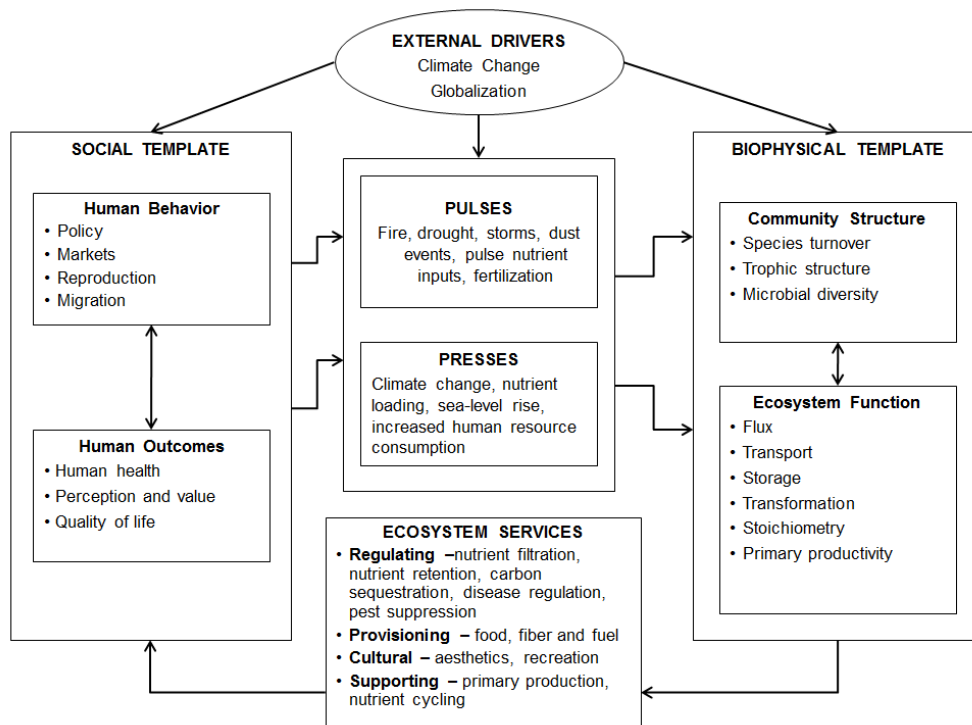 EXTERNAL DRIVERS
Climate Change
Globalization
SOCIAL TEMPLATE
Human Behavior
• Policy
• Markets
• Reproduction
• Migration
Human Outcomes
• Human health
• Perception and value
• Quality of life
PULSES
Fire, drought, storms, dust
events, pulse nutrient
inputs, fertilization
PRESSES
Climate change, nutrient
loading, sea-level rise,
increased human resource
consumption
BIOPHYSICAL TEMPLATE
Community Structure
• Species turnover
• Trophic structure
• Microbial diversity
Ecosystem Function
• Flux
• Transport
• Storage
• Transformation
• Stoichiometry
• Primary productivity
ECOSYSTEM SERVICES
• Regulating –nutrient filtration,
nutrient retention, carbon
sequestration, disease regulation,
pest suppression
• Provisioning – food, fiber and fuel
• Cultural – aesthetics, recreation
• Supporting – primary production,
nutrient cycling